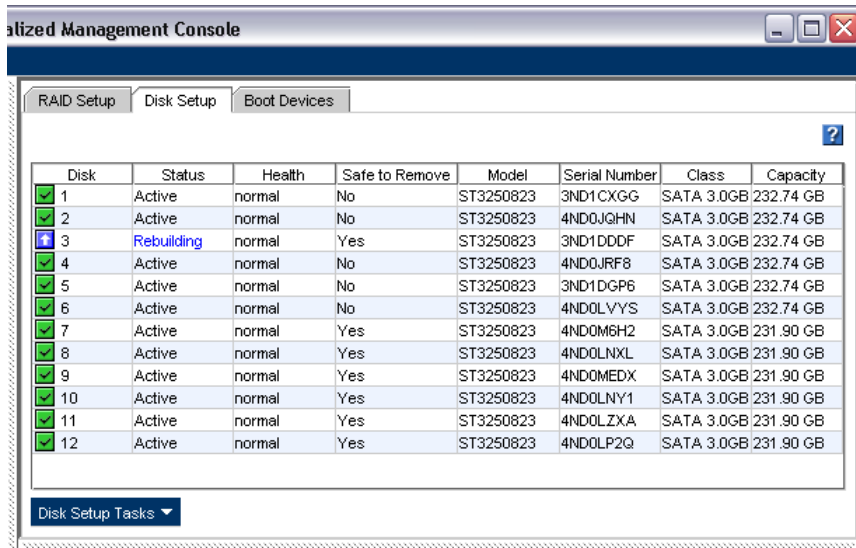 alized Management Console
RAID Setup Disk Setup Boot Devices
?
Disk Status Health Safe to Remove Model Serial Number Class Capacity
1 Active normal No ST3250823 3ND1CXGG SATA 3.0GB 232.74 GB
2 Active normal No ST3250823 4ND0JQHN SATA 3.0GB 232.74 GB
3 Rebuilding normal Yes ST3250823 3ND1DDDF SATA 3.0GB 232.74 GB
4 Active normal No ST3250823 4ND0JRF8 SATA 3.0GB 232.74 GB
5 Active normal No ST3250823 3ND1DGP6 SATA 3.0GB 232.74 GB
6 Active normal No ST3250823 4ND0LVYS SATA 3.0GB 232.74 GB
7 Active normal Yes ST3250823 4ND0M6H2 SATA 3.0GB 231.90 GB
8 Active normal Yes ST3250823 4ND0LNXL SATA 3.0GB 231.90 GB
9 Active normal Yes ST3250823 4ND0MEDX SATA 3.0GB 231.90 GB
10 Active normal Yes ST3250823 4ND0LNY1 SATA 3.0GB 231.90 GB
11 Active normal Yes ST3250823 4ND0LZXA SATA 3.0GB 231.90 GB
12 Active normal Yes ST3250823 4ND0LP2Q SATA 3.0GB 231.90 GB
Disk Setup Tasks